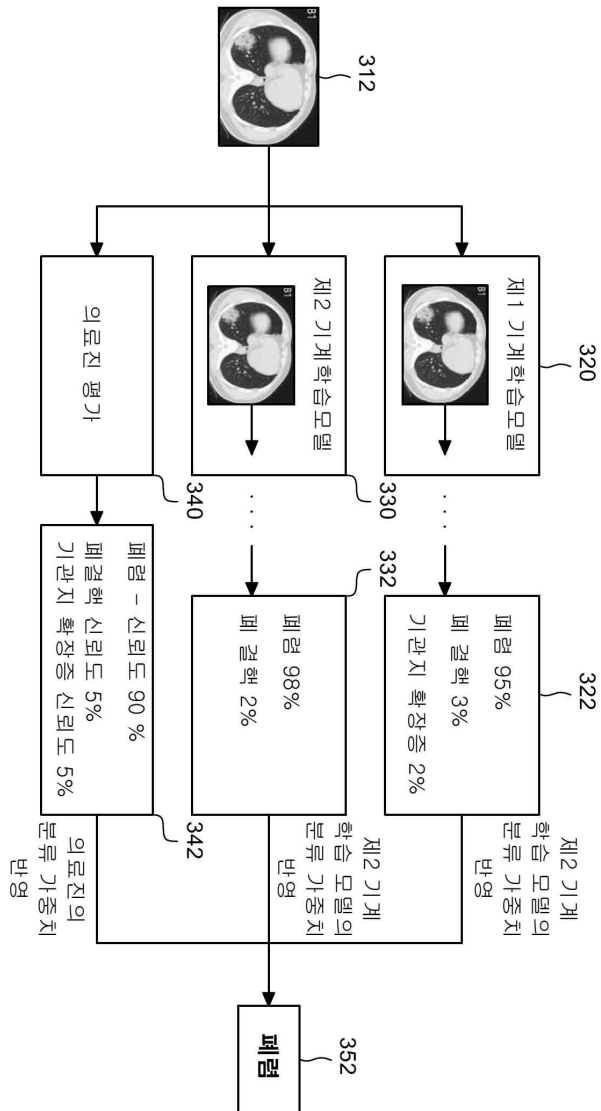 312
B1
320
제1 기계학습모델
B1
····
322
폐렴 95%
폐 결핵 3%
기관지 확장증 2%
제2 기계
학습 모델의
분류 가중치
반영
제2 기계학습모델
B1
330
····
332
폐렴 98%
폐 결핵 2%
제2 기계
학습 모델의
분류 가중치
반영
352
폐렴
의료진 평가
340
폐렴 - 신뢰도 90 %
폐결핵 신뢰도 5%
기관지 확장증 신뢰도 5%
342
의료진의
분류 가중치
반영